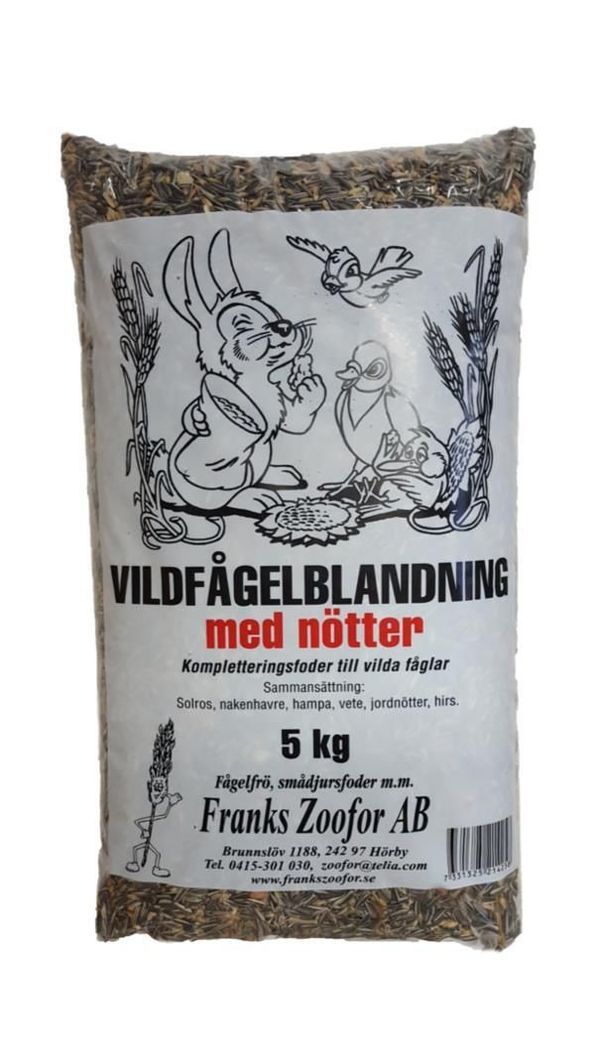 VILDFÅGELBLANDNING
med nötter
Kompletteringsfoder till vilda fåglar
Sammansättning:
Solros, nakenhavre, hampa, vete, jordnötter, hirs.
5 kg
Fågelfrö, smådjursfoder m.m.
Franks Zoofor AB
Brunnslöv 1188, 242 97 Hörby
Tel. 0415-301 030, zoofor@telia.com
www.frankszoofor.se